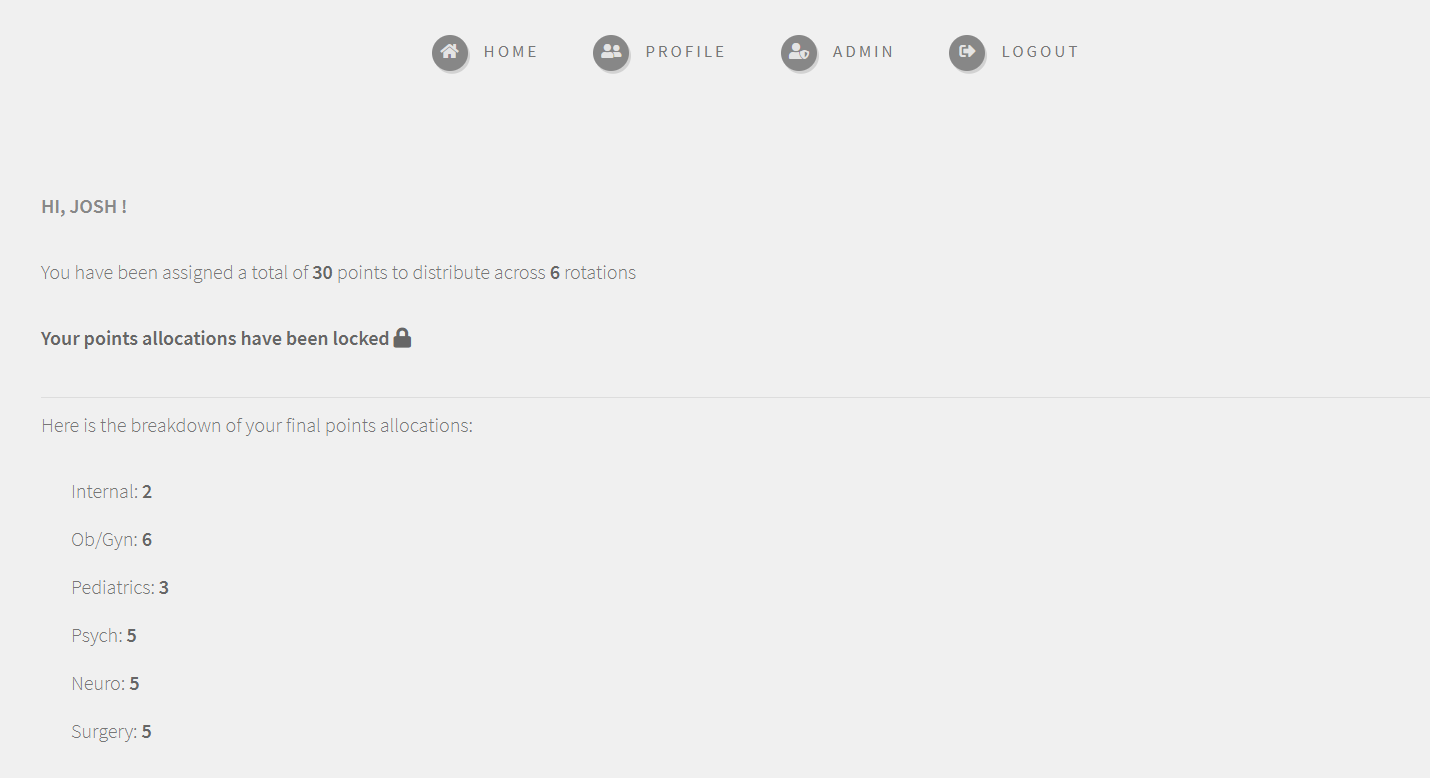 HOME PROFILE ADMIN LOGOUT
HI, JOSH !
You have been assigned a total of 30 points to distribute across 6 rotations
Your points allocations have been locked
Here is the breakdown of your final points allocations:
Internal: 2
Ob/Gyn: 6
Pediatrics: 3
Psych: 5
Neuro: 5
Surgery: 5